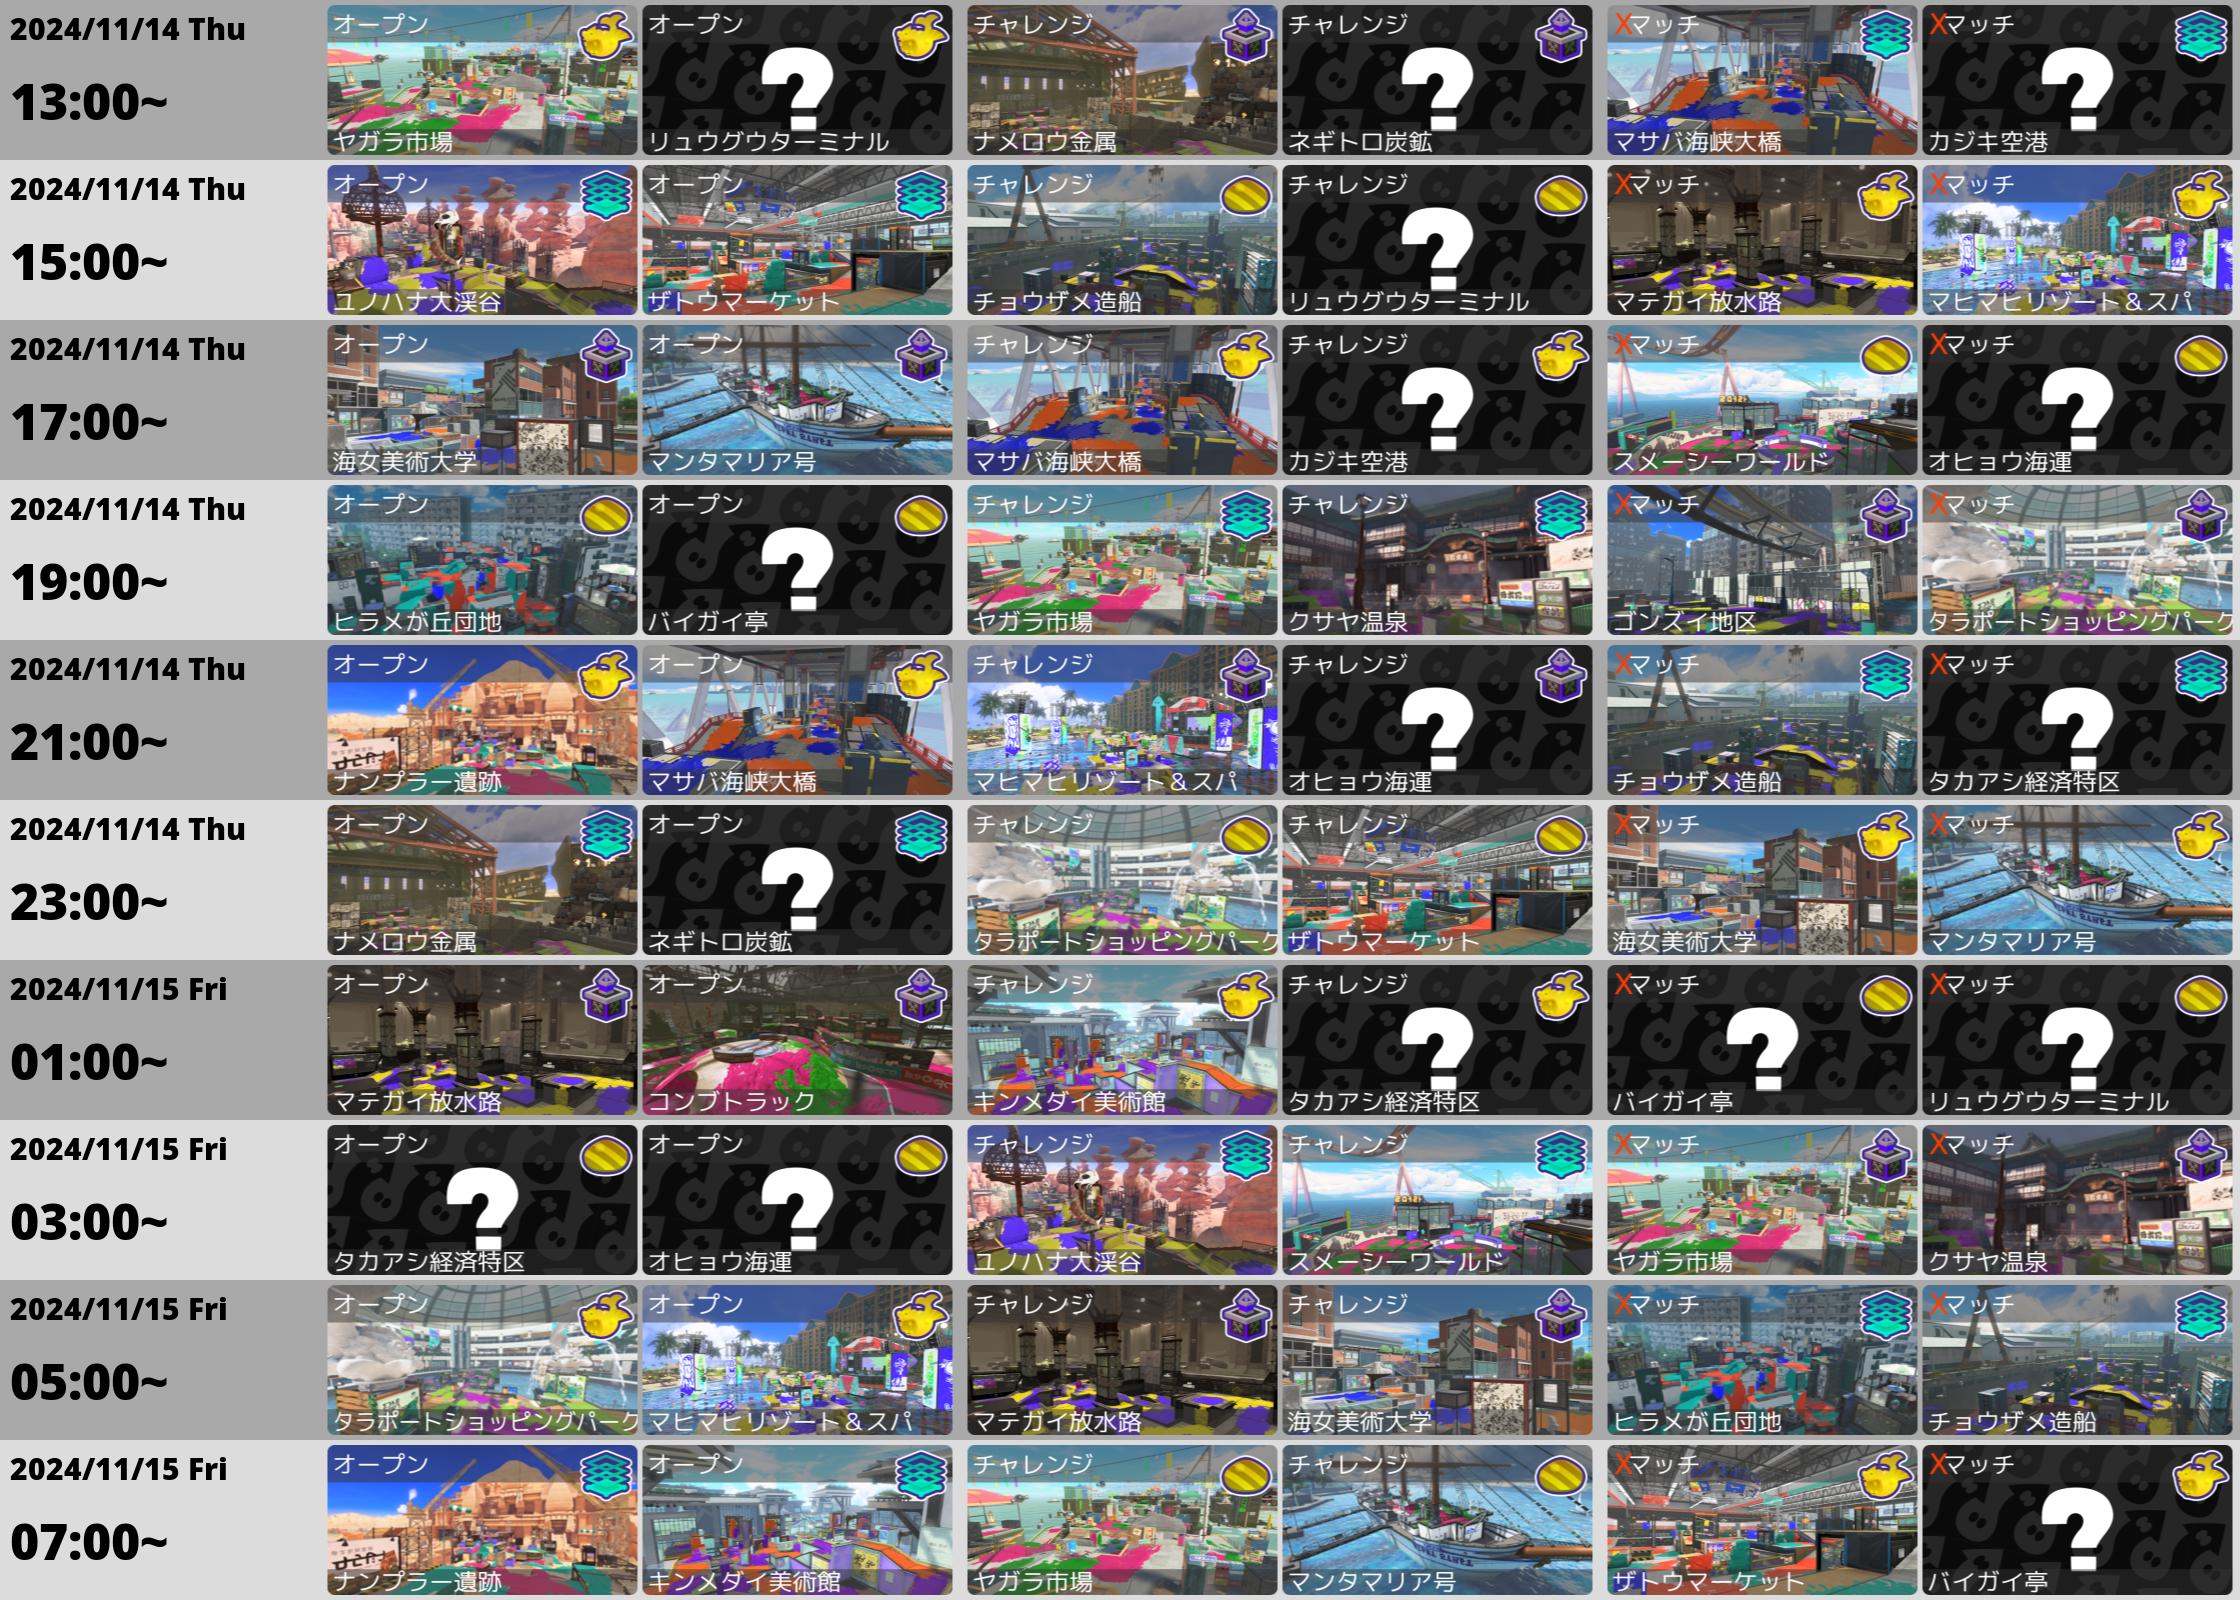 2024/11/14 Thu
13:00~
オープン
ヤガラ市場
オープン
リュウグウターミナル
チャレンジ
ナメロウ金属
チャレンジ
ネギトロ炭鉱
Xマッチ
マサバ海峡大橋
Xマッチ
カジキ空港
2024/11/14 Thu
15:00~
オープン
ユノハナ大渓谷
オープン
ザトウマーケット
チャレンジ
チョウザメ造船
チャレンジ
リュウグウターミナル
Xマッチ
マテガイ放水路
Xマッチ
マヒマヒリゾート＆スパ
2024/11/14 Thu
17:00~
オープン
海女美術大学
オープン
マンタマリア号
チャレンジ
マサバ海峡大橋
チャレンジ
カジキ空港
Xマッチ
スメーシーワールド
Xマッチ
オヒョウ海運
2024/11/14 Thu
19:00~
オープン
ヒラメが丘団地
オープン
バイガイ亭
チャレンジ
ヤガラ市場
チャレンジ
クサヤ温泉
Xマッチ
ゴンズイ地区
Xマッチ
タラポートショッピングパーク
2024/11/14 Thu
21:00~
オープン
ナンプラー遺跡
オープン
マサバ海峡大橋
チャレンジ
マヒマヒリゾート＆スパ
チャレンジ
オヒョウ海運
Xマッチ
チョウザメ造船
Xマッチ
タカアシ経済特区
2024/11/14 Thu
23:00~
オープン
ナメロウ金属
オープン
ネギトロ炭鉱
チャレンジ
タラポートショッピングパーク
チャレンジ
ザトウマーケット
Xマッチ
海女美術大学
Xマッチ
マンタマリア号
2024/11/15 Fri
01:00~
オープン
マテガイ放水路
オープン
コンブトラック
チャレンジ
キンメダイ美術館
チャレンジ
タカアシ経済特区
Xマッチ
バイガイ亭
Xマッチ
リュウグウターミナル
2024/11/15 Fri
03:00~
オープン
タカアシ経済特区
オープン
オヒョウ海運
チャレンジ
ユノハナ大渓谷
チャレンジ
スメーシーワールド
Xマッチ
ヤガラ市場
Xマッチ
クサヤ温泉
2024/11/15 Fri
05:00~
オープン
タラポートショッピングパーク
オープン
マヒマヒリゾート＆スパ
チャレンジ
マテガイ放水路
チャレンジ
海女美術大学
Xマッチ
ヒラメが丘団地
Xマッチ
チョウザメ造船
2024/11/15 Fri
07:00~
オープン
ナンプラー遺跡
オープン
キンメダイ美術館
チャレンジ
ヤガラ市場
チャレンジ
マンタマリア号
Xマッチ
ザトウマーケット
Xマッチ
バイガイ亭